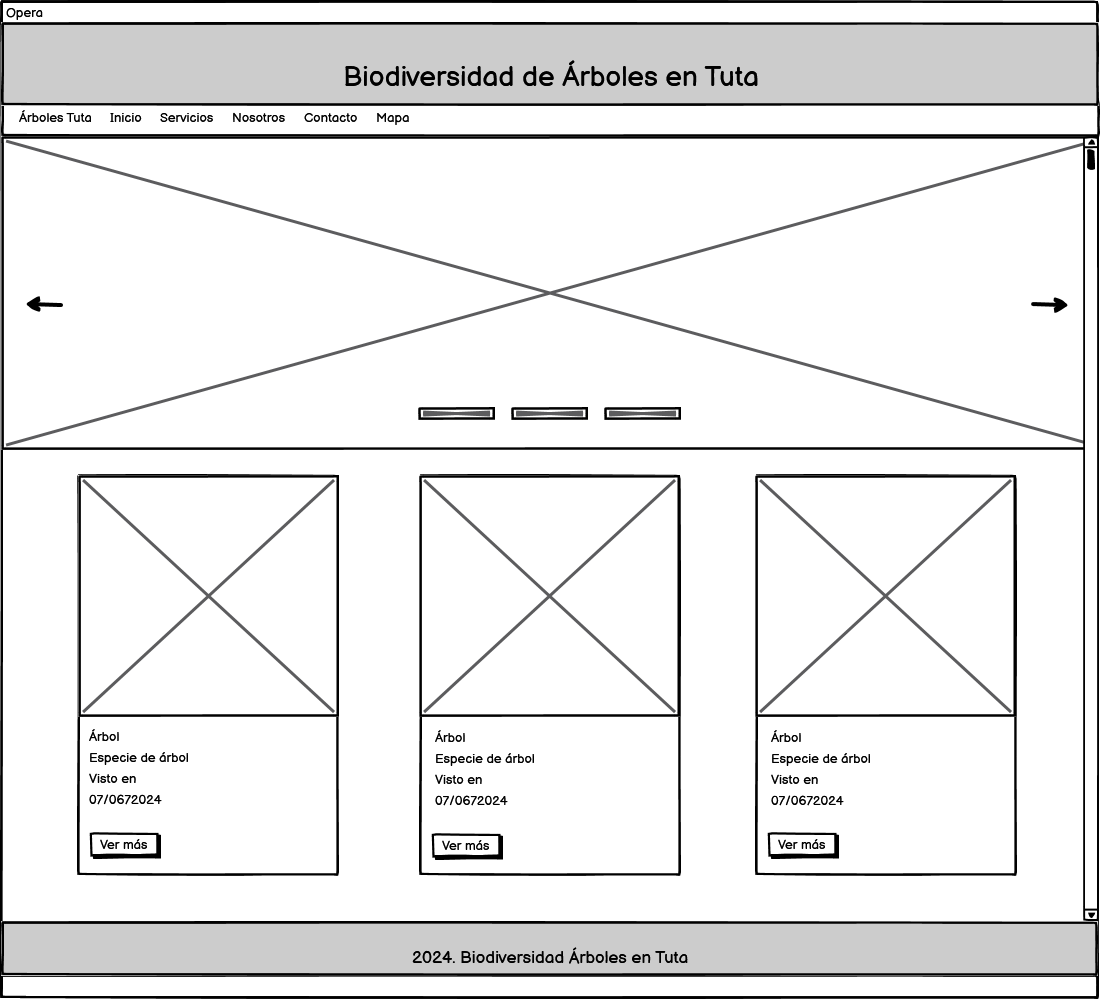 Opera
Biodiversidad de Árboles en Tuta
Árboles Tuta Inicio Servicios Nosotros Contacto Mapa
Árbol
Especie de árbol
Visto en
07/0672024
Ver más
Árbol
Especie de árbol
Visto en
07/0672024
Ver más
Árbol
Especie de árbol
Visto en
07/0672024
Ver más
2024. Biodiversidad Árboles en Tuta